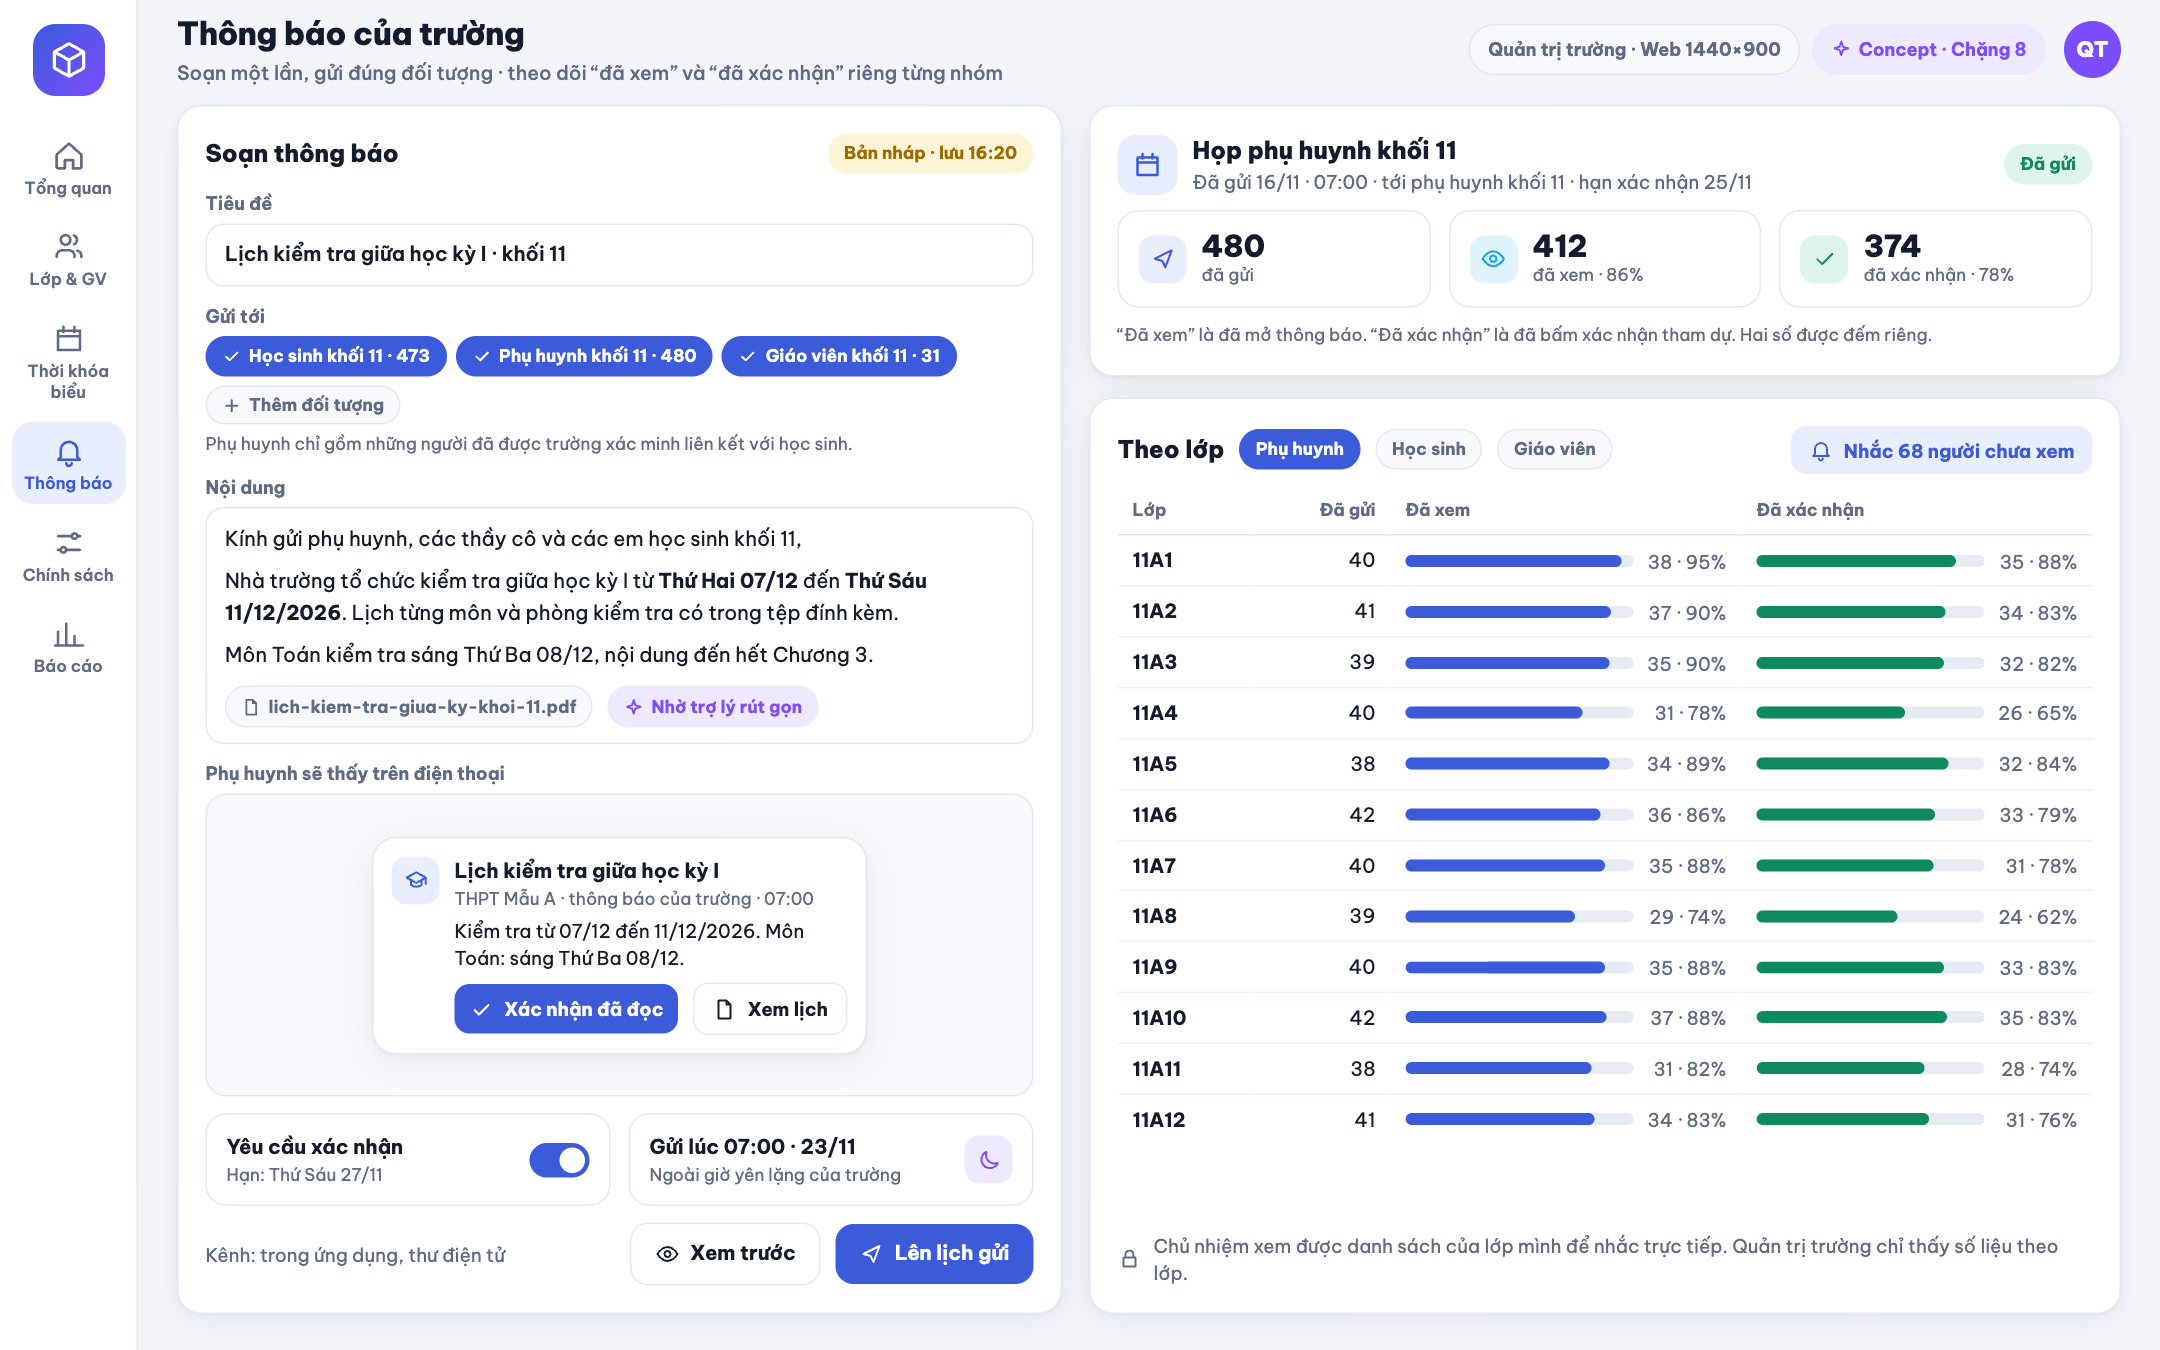 Tổng quan
Lớp & GV
Thời khóa
biểu
Thông báo
Chính sách
Báo cáo
Thông báo của trường
Soạn một lần, gửi đúng đối tượng · theo dõi “đã xem” và “đã xác nhận” riêng từng nhóm
Quản trị trường · Web 1440×900
Concept · Chặng 8
QT
Soạn thông báo
Bản nháp · lưu 16:20
Tiêu đề
Lịch kiểm tra giữa học kỳ I · khối 11
Gửi tới
Học sinh khối 11 · 473
Phụ huynh khối 11 · 480
Giáo viên khối 11 · 31
Thêm đối tượng
Phụ huynh chỉ gồm những người đã được trường xác minh liên kết với học sinh.
Nội dung
Kính gửi phụ huynh, các thầy cô và các em học sinh khối 11,
Nhà trường tổ chức kiểm tra giữa học kỳ I từ Thứ Hai 07/12 đến Thứ Sáu
11/12/2026. Lịch từng môn và phòng kiểm tra có trong tệp đính kèm.
Môn Toán kiểm tra sáng Thứ Ba 08/12, nội dung đến hết Chương 3.
lich-kiem-tra-giua-ky-khoi-11.pdf
Nhờ trợ lý rút gọn
Phụ huynh sẽ thấy trên điện thoại
Lịch kiểm tra giữa học kỳ I
THPT Mẫu A · thông báo của trường · 07:00
Kiểm tra từ 07/12 đến 11/12/2026. Môn
Toán: sáng Thứ Ba 08/12.
Xác nhận đã đọc
Xem lịch
Yêu cầu xác nhận
Hạn: Thứ Sáu 27/11
Gửi lúc 07:00 · 23/11
Ngoài giờ yên lặng của trường
Kênh: trong ứng dụng, thư điện tử
Xem trước
Lên lịch gửi
Họp phụ huynh khối 11
Đã gửi 16/11 · 07:00 · tới phụ huynh khối 11 · hạn xác nhận 25/11
Đã gửi
480
đã gửi
412
đã xem · 86%
374
đã xác nhận · 78%
“Đã xem” là đã mở thông báo. “Đã xác nhận” là đã bấm xác nhận tham dự. Hai số được đếm riêng.
Theo lớp
Phụ huynh
Học sinh
Giáo viên
Nhắc 68 người chưa xem
Lớp Đã gửi Đã xem Đã xác nhận
11A1 40 38 · 95% 35 · 88%
11A2 41 37 · 90% 34 · 83%
11A3 39 35 · 90% 32 · 82%
11A4 40 31 · 78% 26 · 65%
11A5 38 34 · 89% 32 · 84%
11A6 42 36 · 86% 33 · 79%
11A7 40 35 · 88% 31 · 78%
11A8 39 29 · 74% 24 · 62%
11A9 40 35 · 88% 33 · 83%
11A10 42 37 · 88% 35 · 83%
11A11 38 31 · 82% 28 · 74%
11A12 41 34 · 83% 31 · 76%
Chủ nhiệm xem được danh sách của lớp mình để nhắc trực tiếp. Quản trị trường chỉ thấy số liệu theo
lớp.